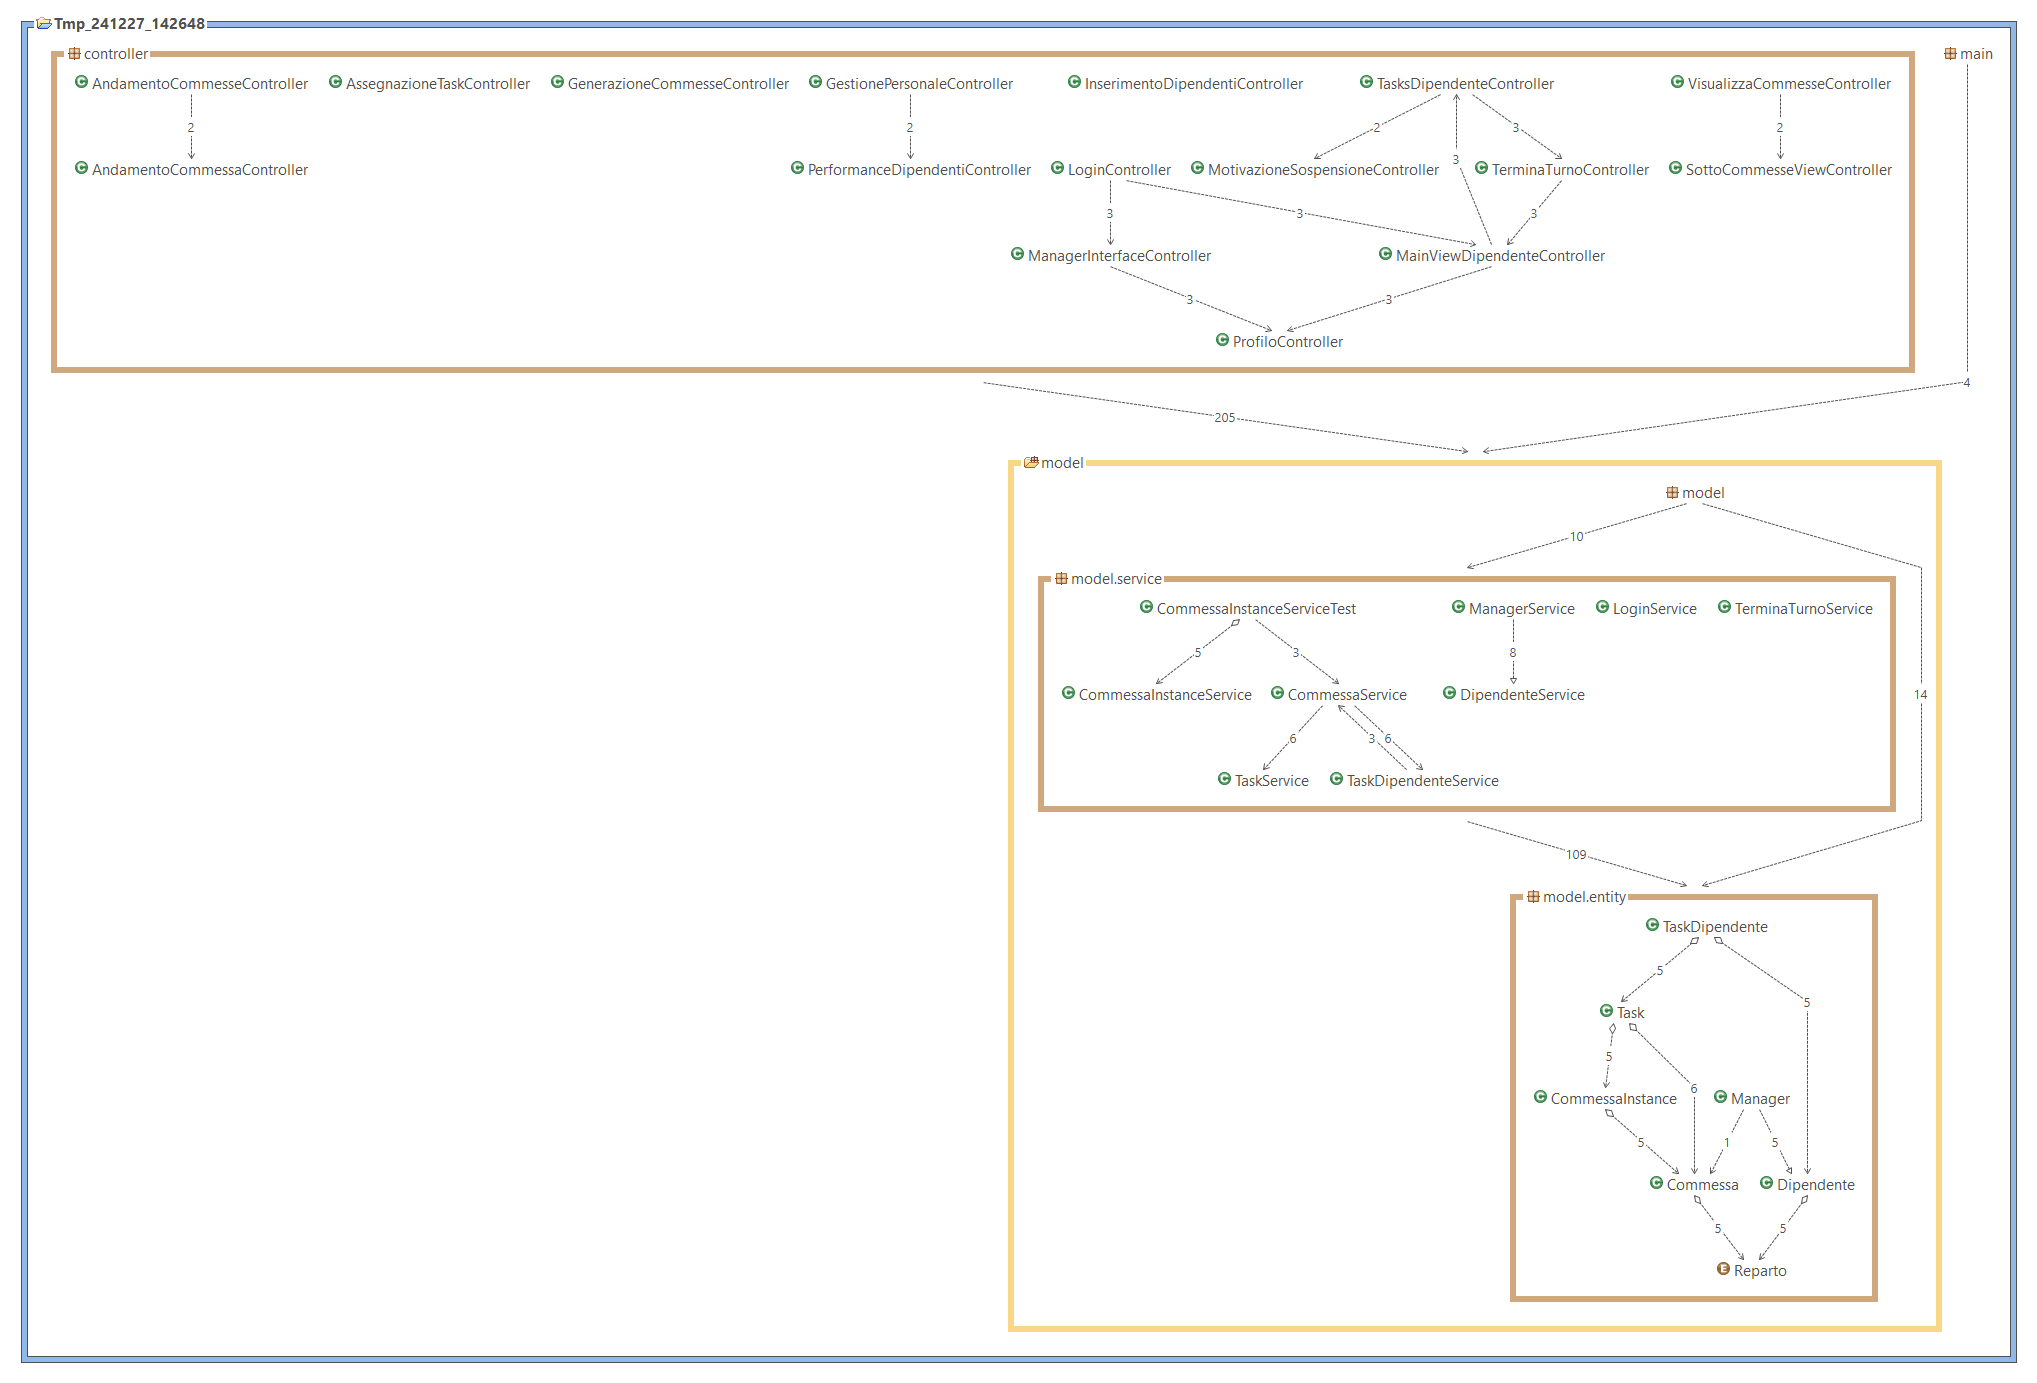 Tmp_241227_142648
controller
main
AndamentoCommesseController
AssegnazioneTaskController
GenerazioneCommesseController
GestionePersonaleController
InserimentoDipendentiController
TasksDipendenteController
VisualizzaCommesseController
2
2
2
3
2
3
AndamentoCommessaController
PerformanceDipendentiController
LoginController
MotivazioneSospensioneController
TerminaTurnoController
SottoCommesseViewController
3
3
3
ManagerInterfaceController
MainViewDipendenteController
3
3
ProfiloController
4
205
model
model
10
model.service
CommessaInstanceServiceTest
ManagerService
LoginService
TerminaTurnoService
5
3
8
CommessaInstanceService
CommessaService
DipendenteService
14
6
3
6
TaskService
TaskDipendenteService
109
model.entity
TaskDipendente
5
5
Task
5
6
CommessaInstance
Manager
5
1
5
Commessa
Dipendente
5
5
Reparto